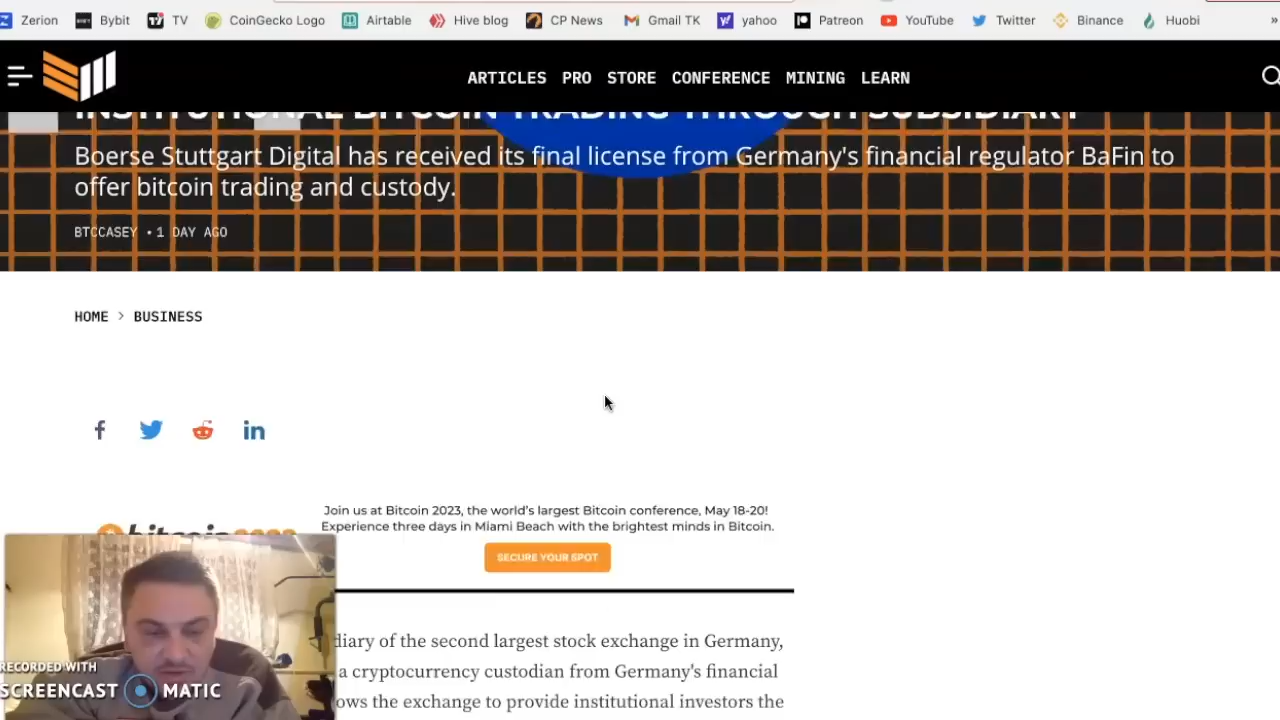 Zerion Bybit TV CoinGecko Logo Airtable Hive blog CP News Gmail TK yahoo Patreon YouTube Twitter Binance Huobi »
ARTICLES PRO STORE CONFERENCE MINING LEARN
INSTITUTIONAL BITCOIN TRADING THROUGH SUBSIDIARY
Boerse Stuttgart Digital has received its final license from Germany's financial regulator BaFin to
offer bitcoin trading and custody.
BTCCASEY • 1 DAY AGO
HOME > BUSINESS
Join us at Bitcoin 2023, the world's largest Bitcoin conference, May 18-20!
Experience three days in Miami Beach with the brightest minds in Bitcoin.
bitcoin 2023
SECURE YOUR SPOT
diary of the second largest stock exchange in Germany,
a cryptocurrency custodian from Germany's financial
ows the exchange to provide institutional investors the
RECORDED WITH
SCREENCAST MATIC